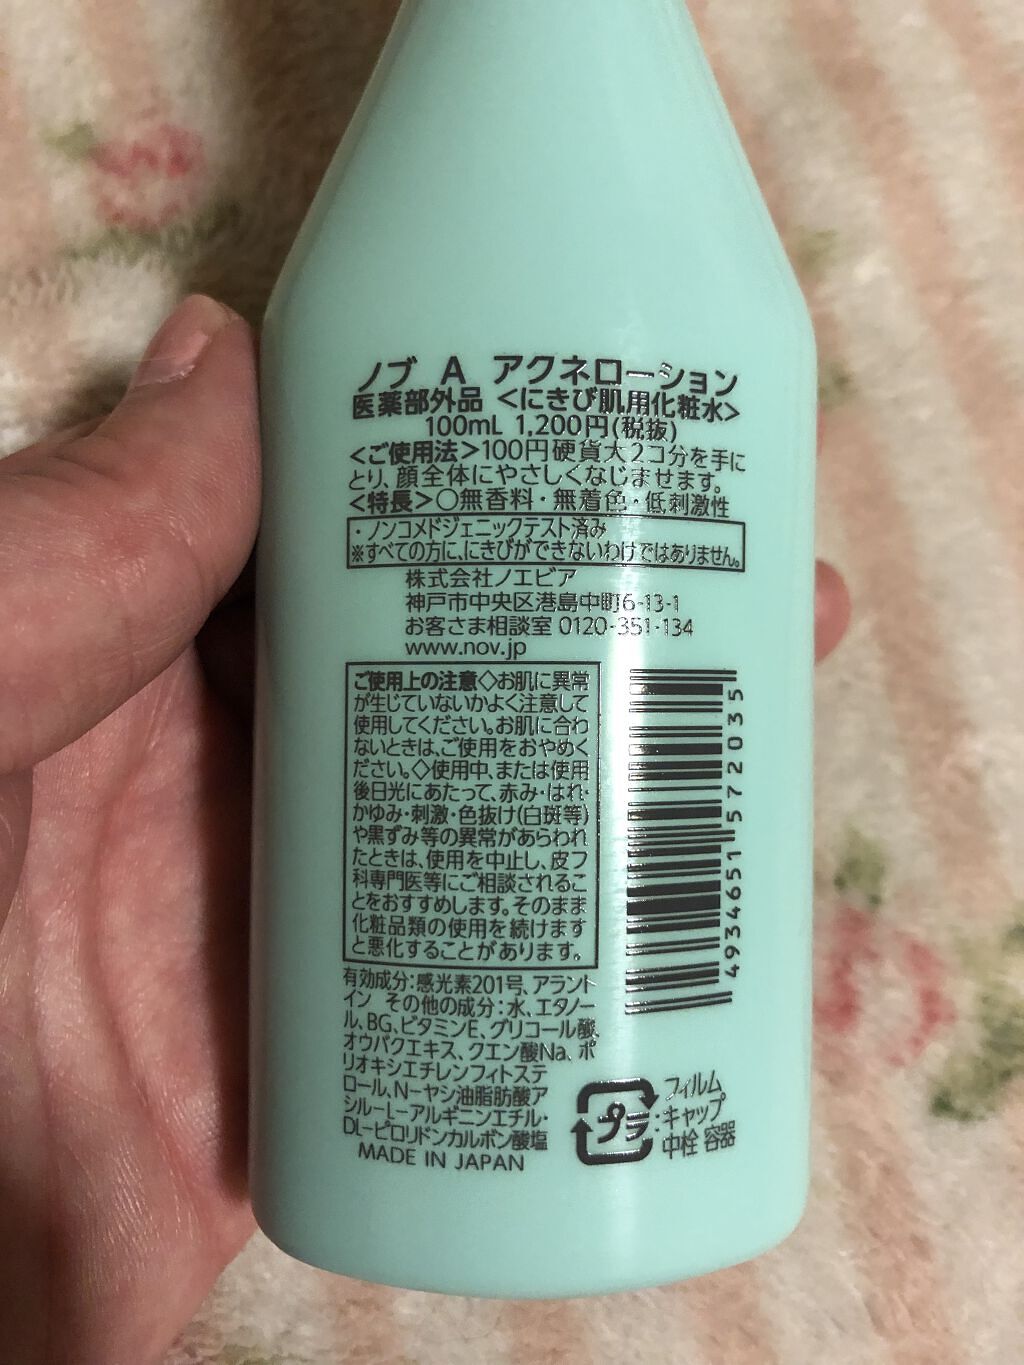 ノブ A アクネローション
医薬部外品 <にきび肌用化粧水>
100mL 1,200円(税抜)
<ご使用法>100円硬貨大2コ分を手に
とり、顔全体にやさしくなじませます。
<特長>○無香料・無着色・低刺激性
・ノンコメドジェニックテスト済み
※すべての方に、にきびができないわけではありません。
株式会社ノエビア
神戸市中央区港島中町6-13-1
お客さま相談室 0120-351-134
www.nov.jp
ご使用上の注意◇お肌に異常
が生じていないかよく注意して
使用してください。お肌に合わ
ないときは、ご使用をおやめく
ださい。◇使用中、または使用
後日光にあたって、赤み・はれ・
かゆみ・刺激・色抜け(白斑等)
や黒ずみ等の異常があらわれ
たときは、使用を中止し、皮フ
科専門医等にご相談されるこ
とをおすすめします。そのまま
化粧品類の使用を続けます
と悪化することがあります。
4934651572035
有効成分:感光素201号、アラント
イン その他の成分:水、エタノー
ル、BG、ビタミンE、グリコール酸、
オウバクエキス、クエン酸Na、ポ
リオキシエチレンフィトステ
ロール、N-ヤシ油脂肪酸ア
シル-L-アルギニンエチル・
DL-ピロリドンカルボン酸塩
MADE IN JAPAN
プラ
フィルム
・キャップ
中栓 容器